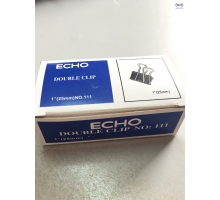 ECHO
DOUBLE CLIP
1"(25mm)NO.111
1"(25mm)
ECHO
DOUBLE CLIP NO: 111